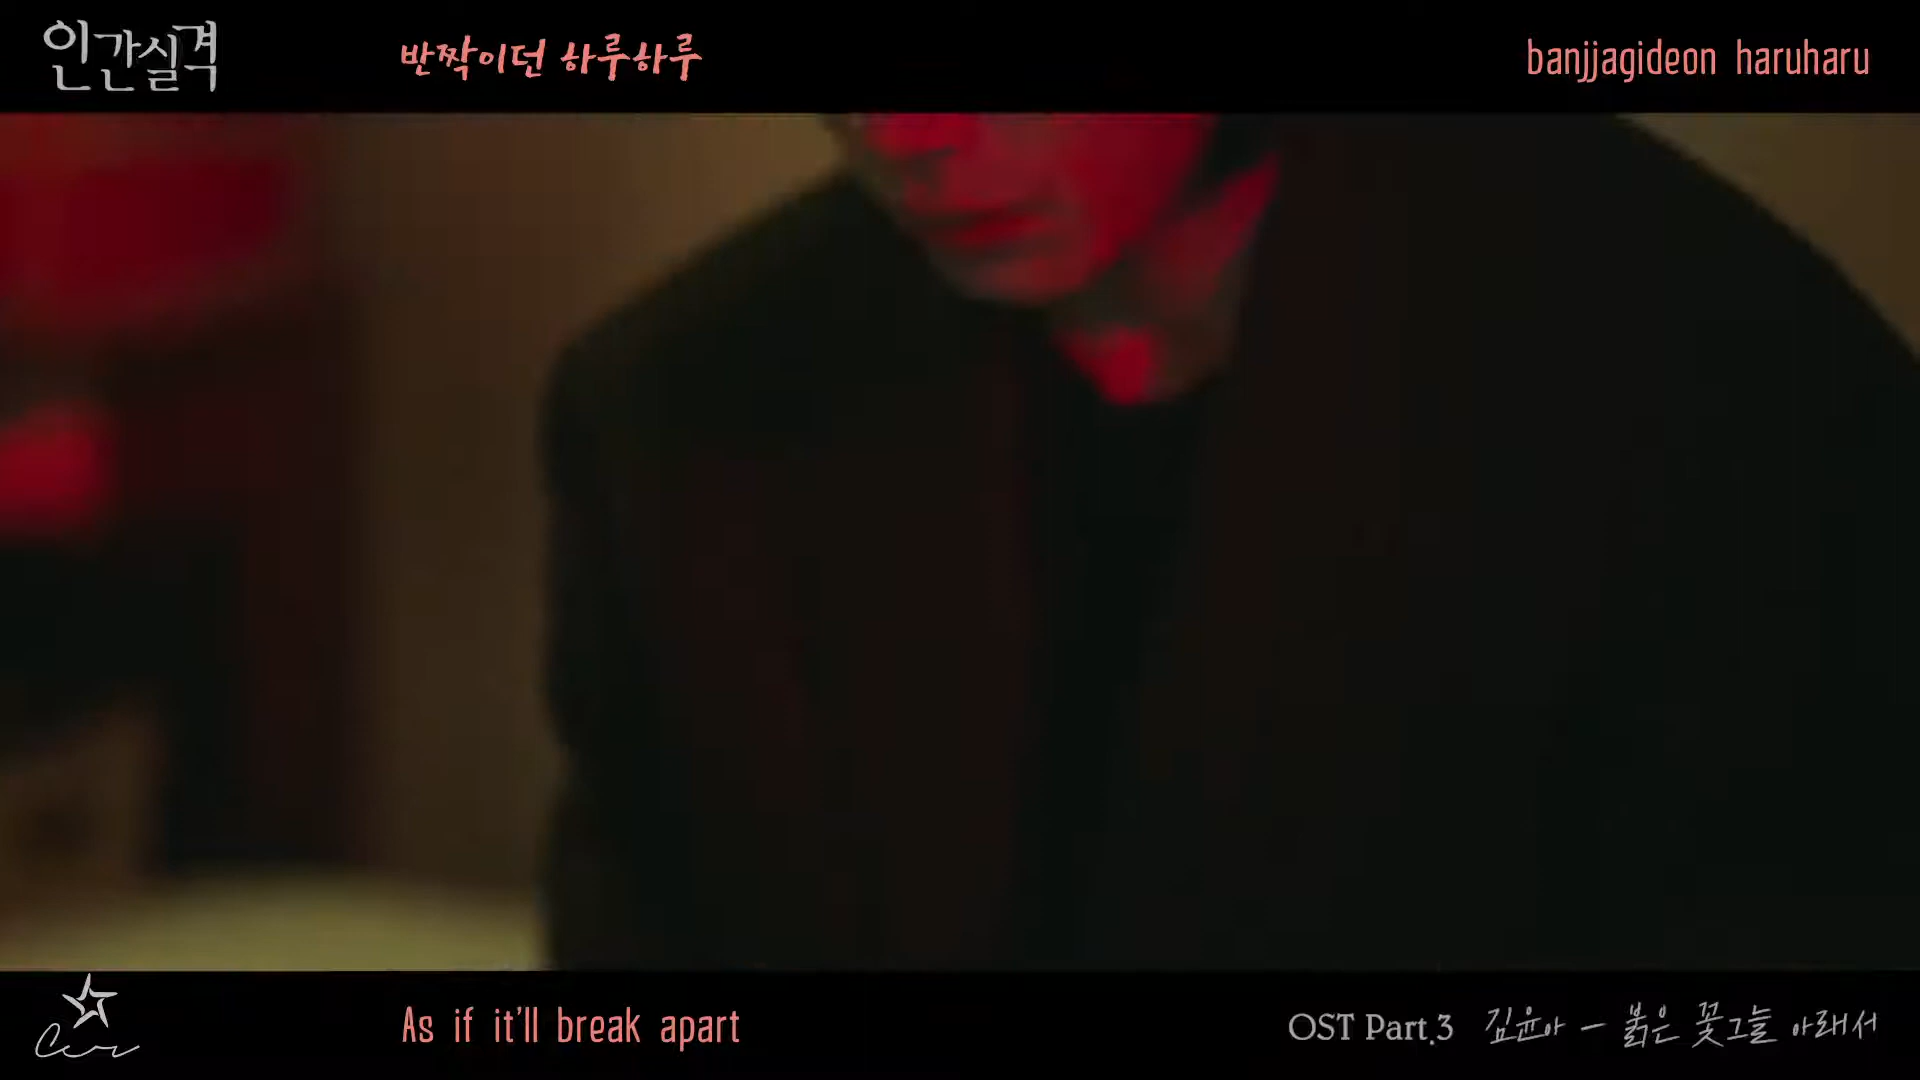 인간실격
반짝이던 하루하루
banjjagideon haruharu
As if it'll break apart
OST Part.3 김윤아 – 붉은 꽃그늘 아래서